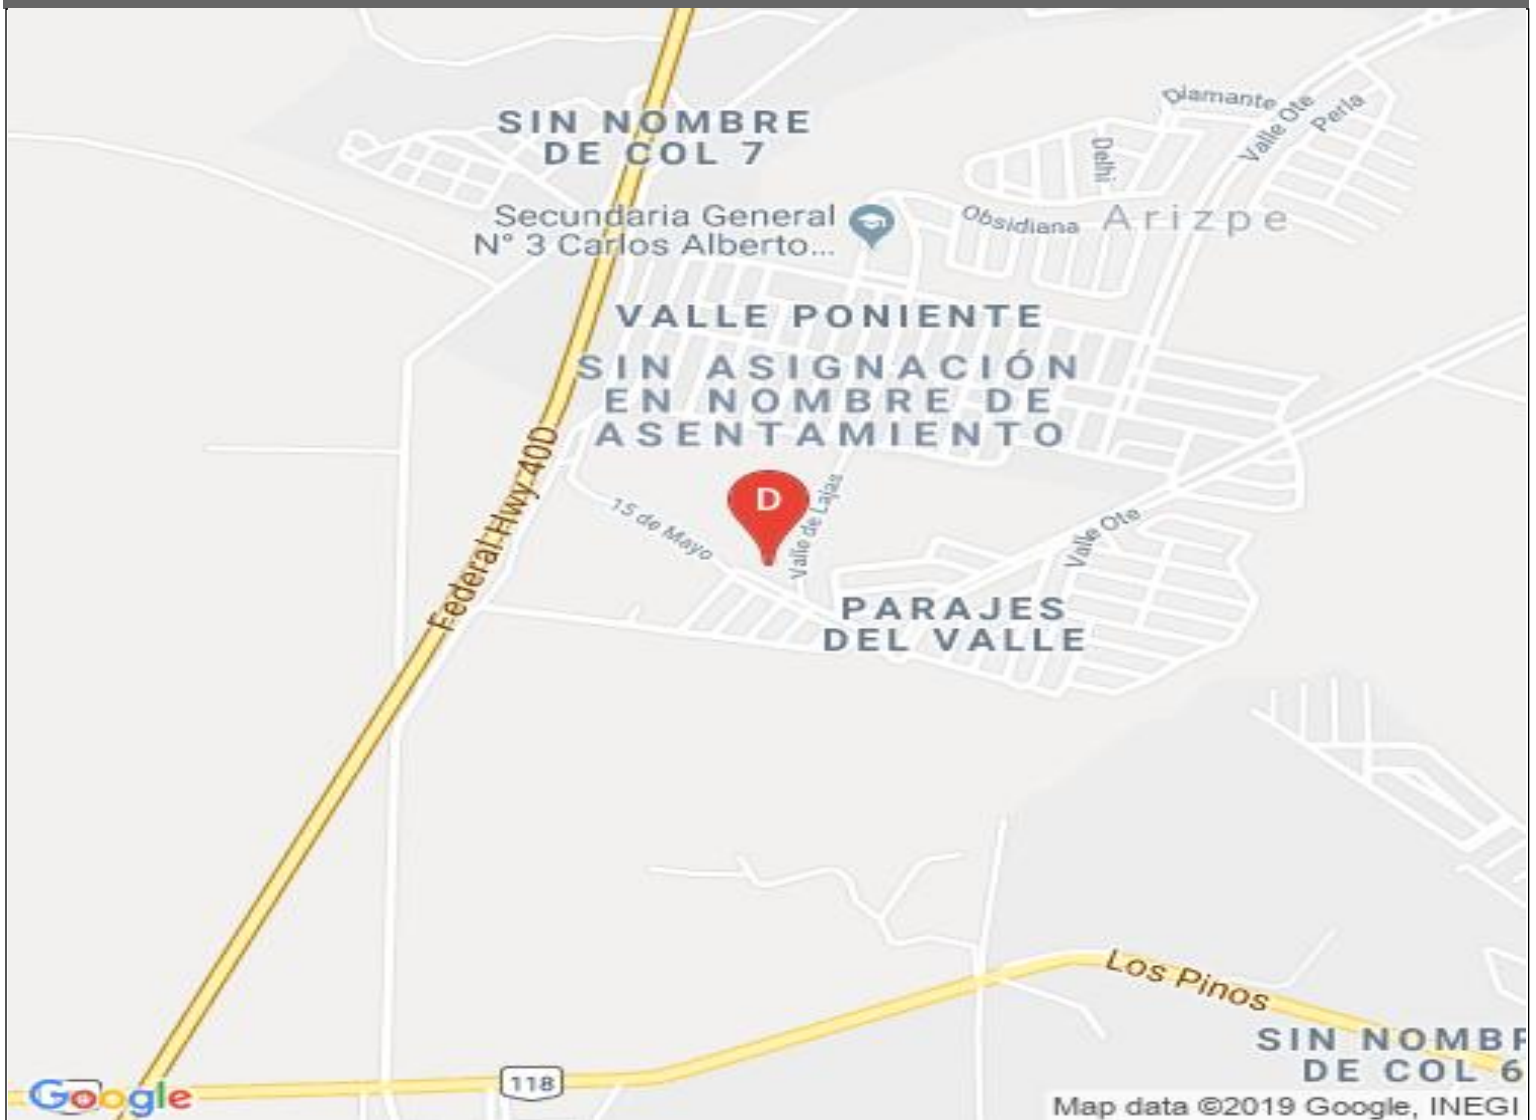 Diamante
Valle Ote
Perla
SIN NOMBRE
DE COL 7
Delhi
Secundaria General
N° 3 Carlos Alberto...
Obsidiana
Arizpe
VALLE PONIENTE
SIN ASIGNACIÓN
EN NOMBRE DE
ASENTAMIENTO
Federal Hwy 40D
D
15 de Mayo
Valle de Lajas
Valle Ote
PARAJES
DEL VALLE
Los Pinos
SIN NOMBR
DE COL 6
118
Google
Map data ©2019 Google, INEGI